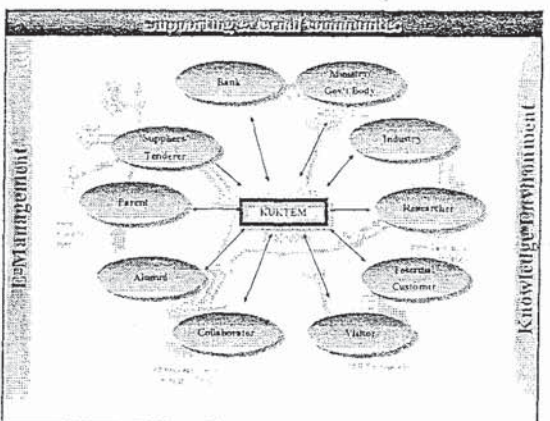 Supporting external communities
Bank
Ministry/
Gov't Body
Suppliers/
Tenderer
Industry
Parent
KUKTEM
Researcher
Alumni
Potential
Customer
Collaborator
Visitor
E-Management
Knowledge Environment